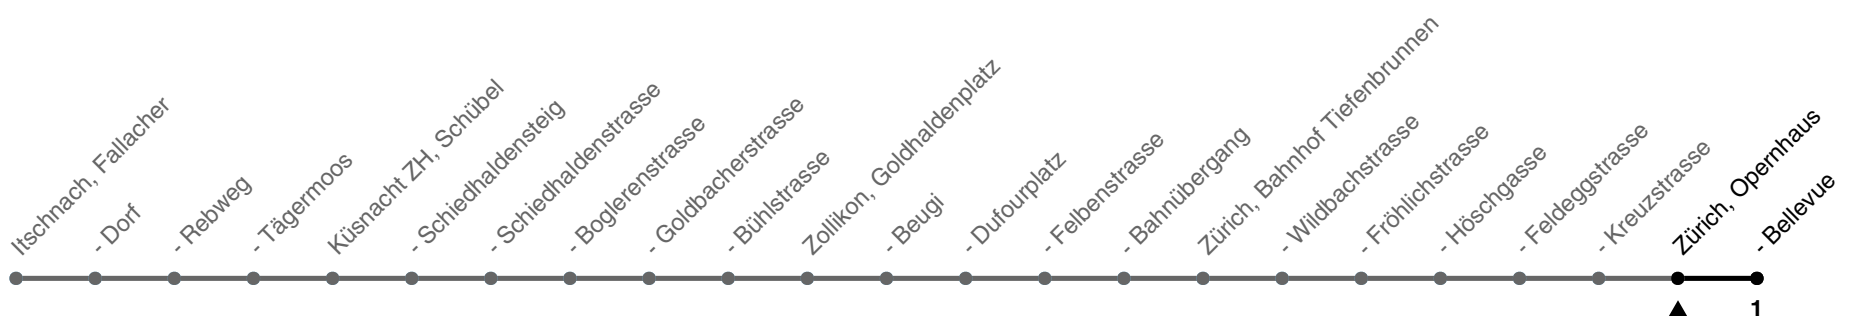 Itschnach, Fallacher
- Dorf
- Rebweg
- Tägermoos
Küsnacht ZH, Schübel
- Schiedhaldensteig
- Schiedhaldenstrasse
- Boglerenstrasse
- Goldbacherstrasse
- Bühlstrasse
Zollikon, Goldhaldenplatz
- Beugi
- Dufourplatz
- Felbenstrasse
- Bahnübergang
Zürich, Bahnhof Tiefenbrunnen
- Wildbachstrasse
- Fröhlichstrasse
- Höschgasse
- Feldeggstrasse
- Kreuzstrasse
Zürich, Opernhaus
- Bellevue
1